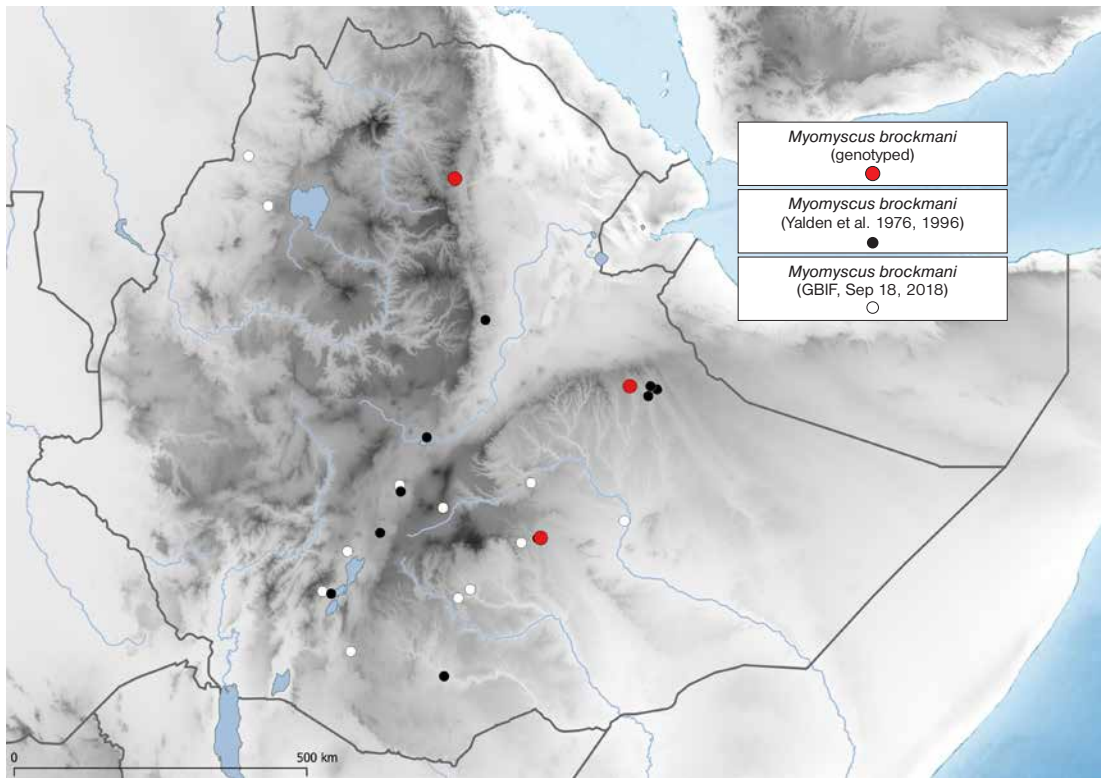 Myomyscus brockmani
(genotyped)
Myomyscus brockmani
(Yalden et al. 1976, 1996)
Myomyscus brockmani
(GBIF, Sep 18, 2018)
0 500 km